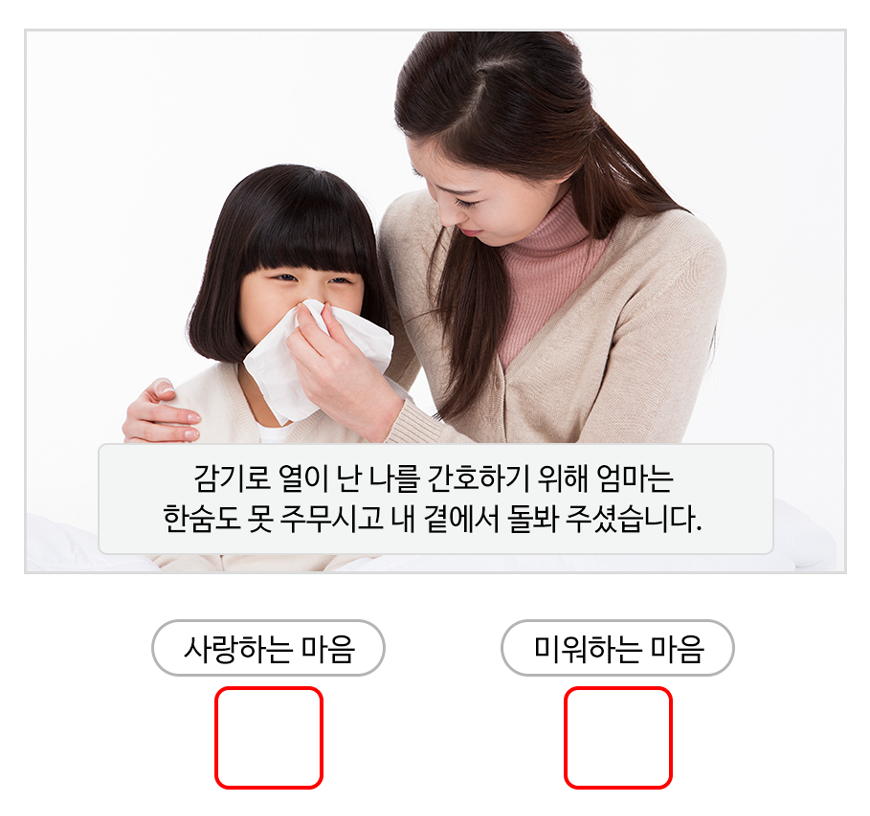 감기로 열이 난 나를 간호하기 위해 엄마는
한숨도 못 주무시고 내 곁에서 돌봐 주셨습니다.
사랑하는 마음
미워하는 마음